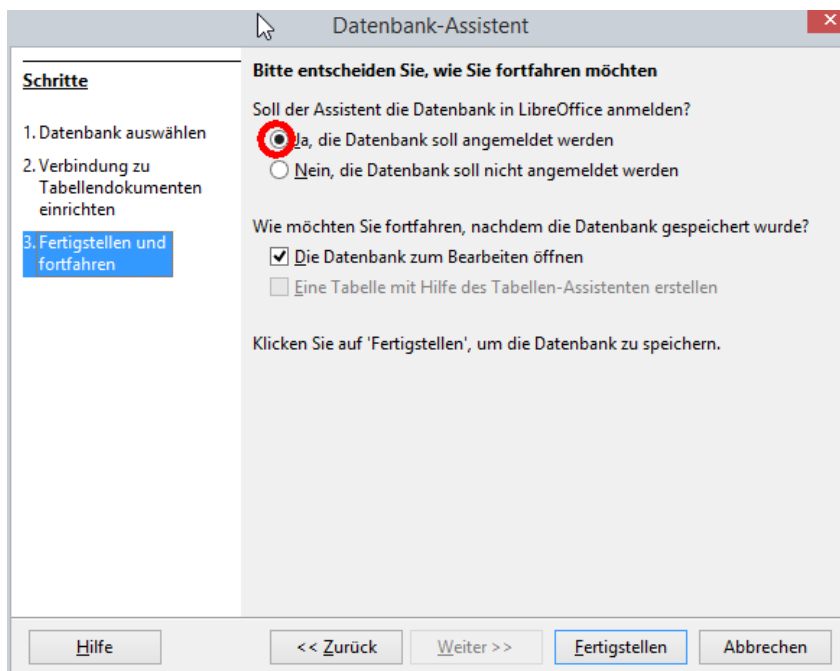 Datenbank-Assistent
Schritte
1. Datenbank auswählen
2. Verbindung zu
Tabellendokumenten
einrichten
3. Fertigstellen und
fortfahren
Bitte entscheiden Sie, wie Sie fortfahren möchten
Soll der Assistent die Datenbank in LibreOffice anmelden?
Ja, die Datenbank soll angemeldet werden
Nein, die Datenbank soll nicht angemeldet werden
Wie möchten Sie fortfahren, nachdem die Datenbank gespeichert wurde?
Die Datenbank zum Bearbeiten öffnen
Eine Tabelle mit Hilfe des Tabellen-Assistenten erstellen
Klicken Sie auf 'Fertigstellen', um die Datenbank zu speichern.
Hilfe
<< Zurück
Weiter >>
Fertigstellen
Abbrechen